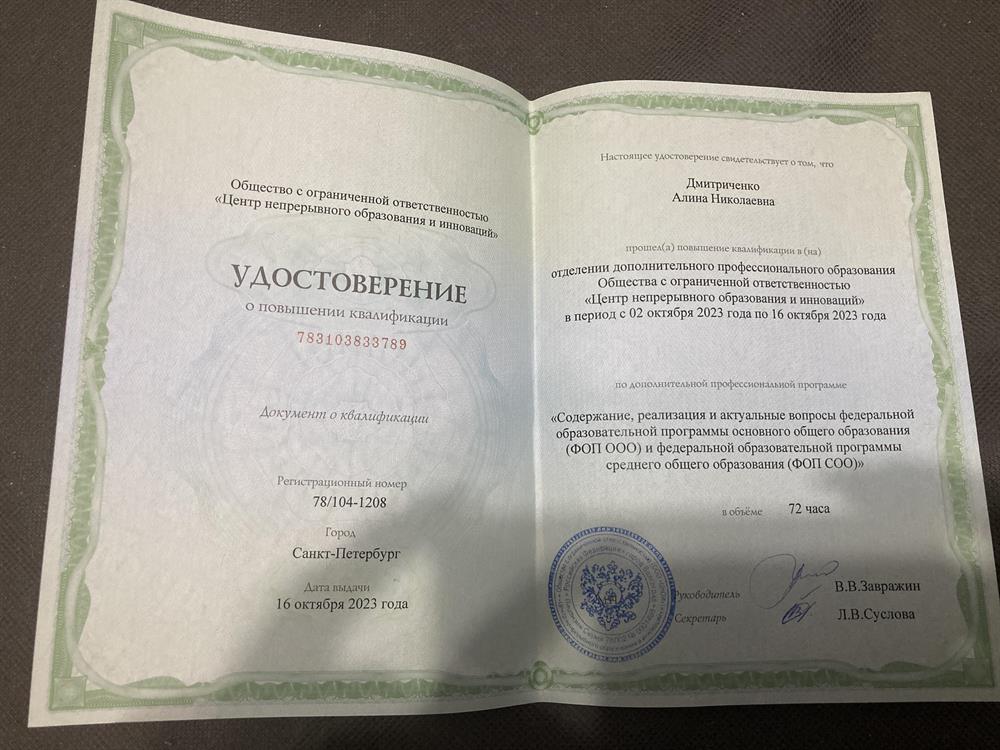 Общество с ограниченной ответственностью
«Центр непрерывного образования и инноваций»
УДОСТОВЕРЕНИЕ
о повышении квалификации
783103833789
Документ о квалификации
Регистрационный номер
78/104-1208
Город
Санкт-Петербург
Дата выдачи
16 октября 2023 года
Настоящее удостоверение свидетельствует о том, что
Дмитриченко
Алина Николаевна
прошел(а) повышение квалификации в (на)
отделении дополнительного профессионального образования
Общества с ограниченной ответственностью
«Центр непрерывного образования и инноваций»
в период с 02 октября 2023 года по 16 октября 2023 года
по дополнительной профессиональной программе
«Содержание, реализация и актуальные вопросы федеральной
образовательной программы основного общего образования
(ФОП ООО) и федеральной образовательной программы
среднего общего образования (ФОП СОО)»
в объёме 72 часа
Руководитель В.В.Завражин
Секретарь Л.В.Суслова